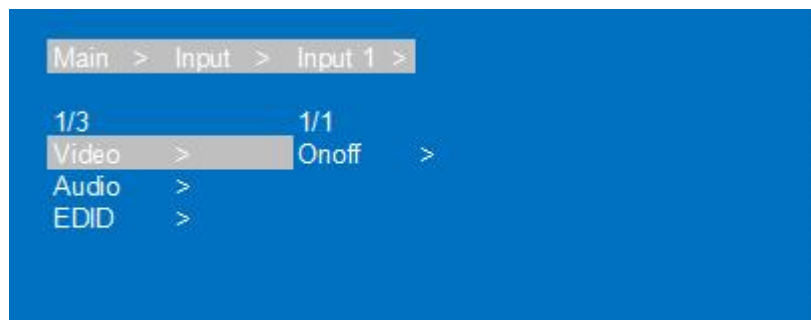 Main > Input > Input 1 >
1/3 1/1
Video > Onoff >
Audio >
EDID >